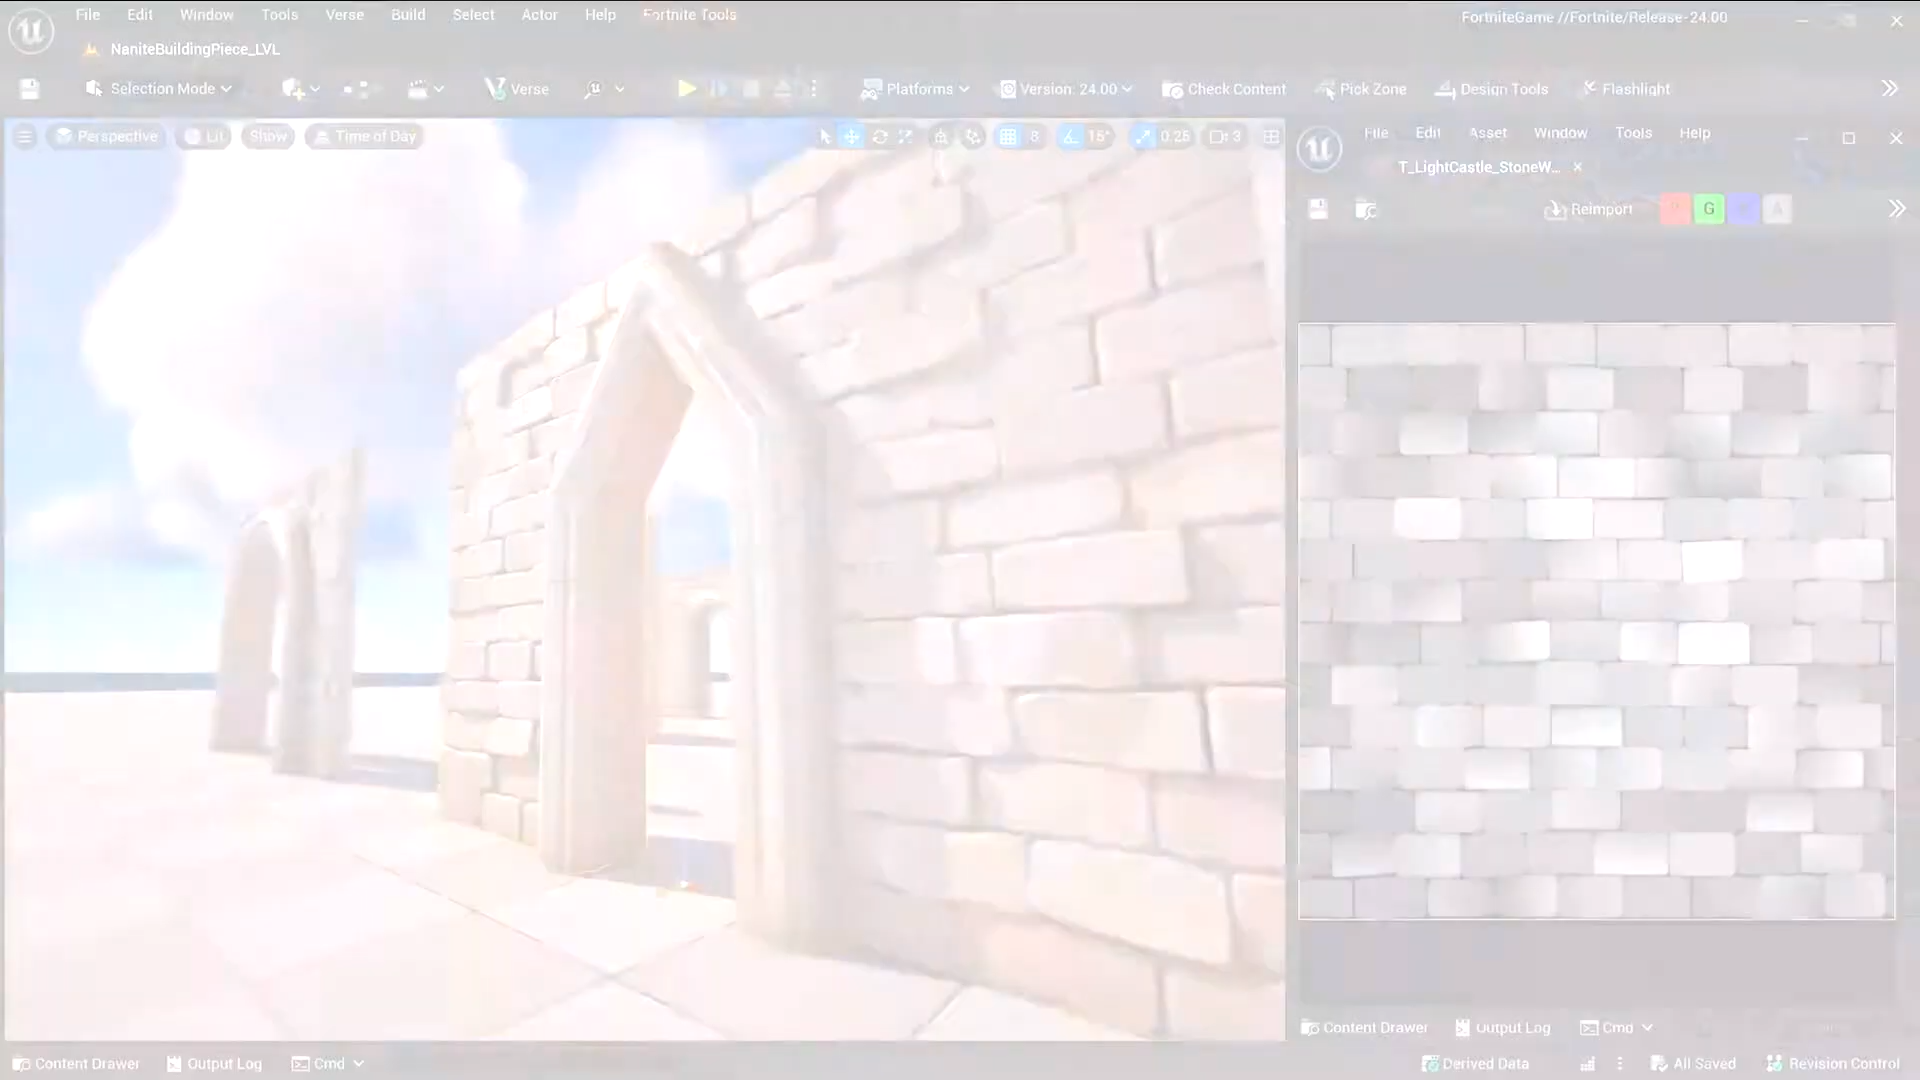 File Edit Window Tools Verse Build Select Actor Help Fortnite Tools
FortniteGame //Fortnite/Release-24.00
NaniteBuildingPiece_LVL
Selection Mode
Verse
Platforms
Version: 24.00
Check Content
Pick Zone
Design Tools
Flashlight
Perspective
Lit
Show
Time of Day
8
15°
0.25
3
File Edit Asset Window Tools Help
T_LightCastle_StoneW...
Reimport
G
A
Content Drawer
Output Log
Cmd
Content Drawer
Output Log
Cmd
Derived Data
All Saved
Revision Control